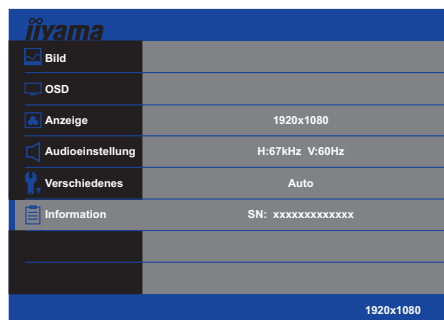 iiyama
Bild
OSD
Anzeige 1920x1080
Audioeinstellung H:67kHz V:60Hz
Verschiedenes Auto
Information SN: xxxxxxxxxxxxx
1920x1080